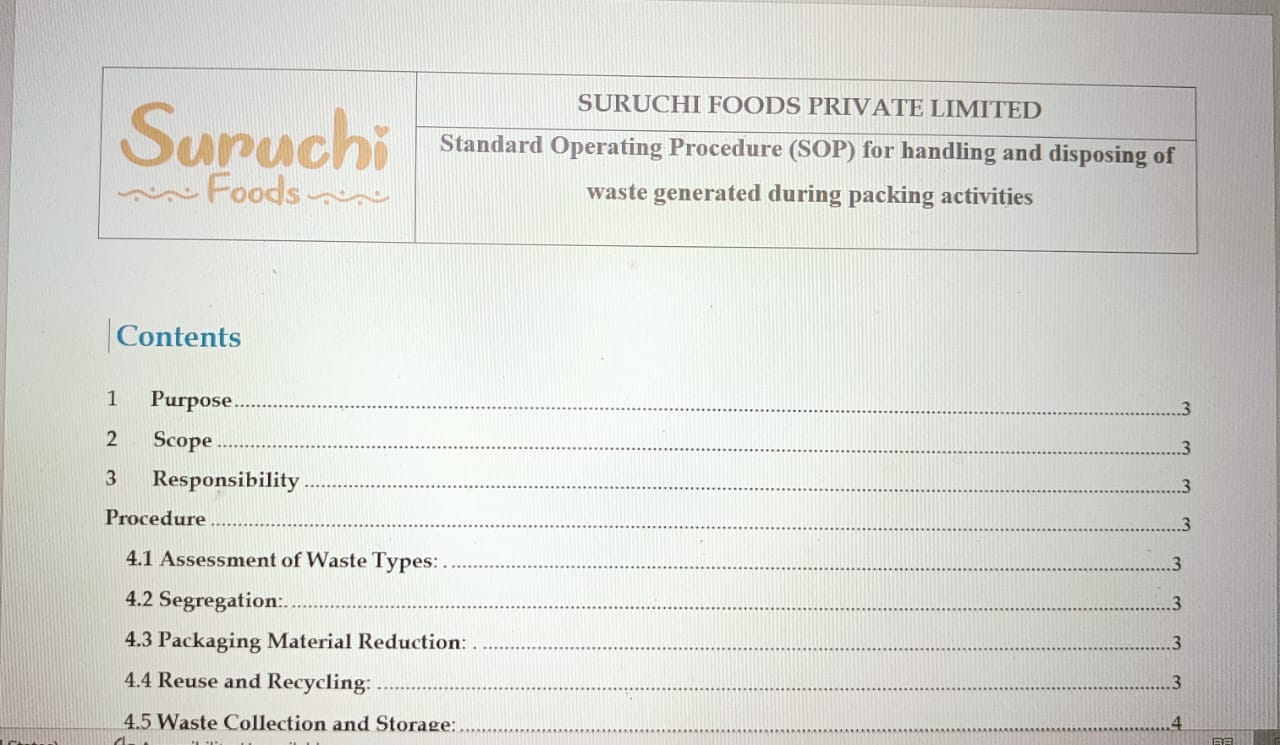 Suruchi
Foods
SURUCHI FOODS PRIVATE LIMITED
Standard Operating Procedure (SOP) for handling and disposing of
waste generated during packing activities
Contents
1 Purpose..........3
2 Scope..........3
3 Responsibility..........3
Procedure..........3
4.1 Assessment of Waste Types:..........3
4.2 Segregation:..........3
4.3 Packaging Material Reduction:..........3
4.4 Reuse and Recycling:..........3
4.5 Waste Collection and Storage:..........4